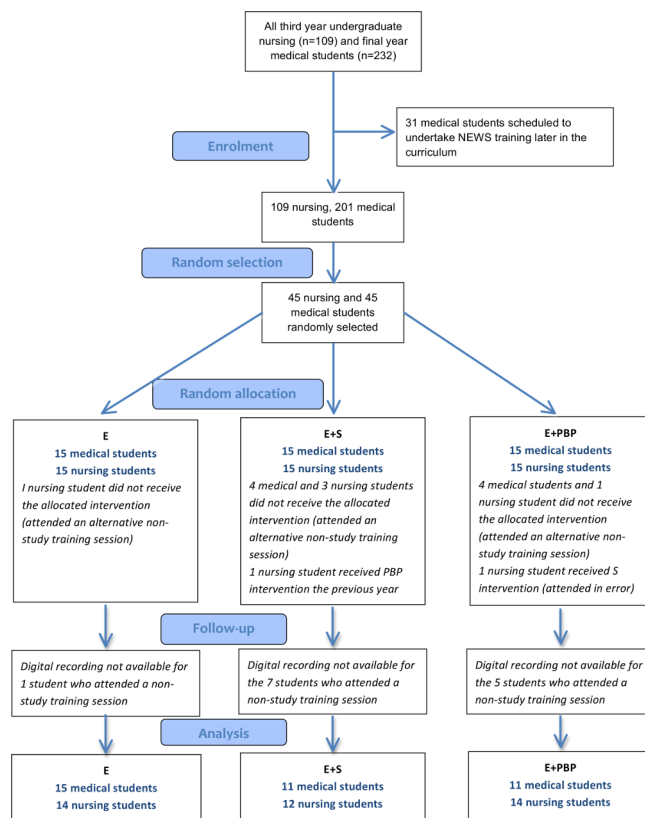 All third year undergraduate
nursing (n=109) and final year
medical students (n=232)
31 medical students scheduled to
undertake NEWS training later in the
curriculum
Enrolment
109 nursing, 201 medical
students
Random selection
45 nursing and 45
medical students
randomly selected
Random allocation
E
15 medical students
15 nursing students
I nursing student did not receive
the allocated intervention
(attended an alternative non-
study training session)
E+S
15 medical students
15 nursing students
4 medical and 3 nursing students
did not receive the allocated
intervention (attended an
alternative non-study training
session)
1 nursing student received PBP
intervention the previous year
E+PBP
15 medical students
15 nursing students
4 medical students and 1
nursing student did not receive
the allocated intervention
(attended an alternative non-
study training session)
1 nursing student received S
intervention (attended in error)
Follow-up
Digital recording not available for
1 student who attended a non-
study training session
Digital recording not available for
the 7 students who attended a
non-study training session
Digital recording not available for
the 5 students who attended a
non-study training session
Analysis
E
15 medical students
14 nursing students
E+S
11 medical students
12 nursing students
E+PBP
11 medical students
14 nursing students